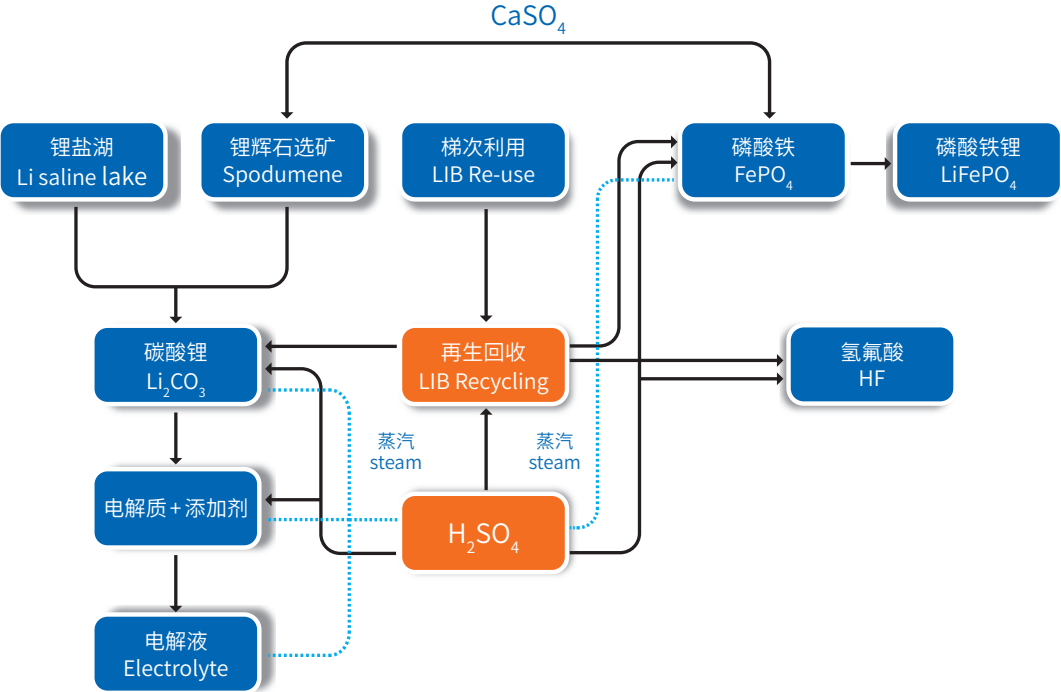 CaSO₄
锂盐湖
Li saline lake
锂辉石选矿
Spodumene
梯次利用
LIB Re-use
磷酸铁
FePO₄
磷酸铁锂
LiFePO₄
碳酸锂
Li₂CO₃
再生回收
LIB Recycling
氢氟酸
HF
蒸汽
steam
蒸汽
steam
电解质+添加剂
H₂SO₄
电解液
Electrolyte